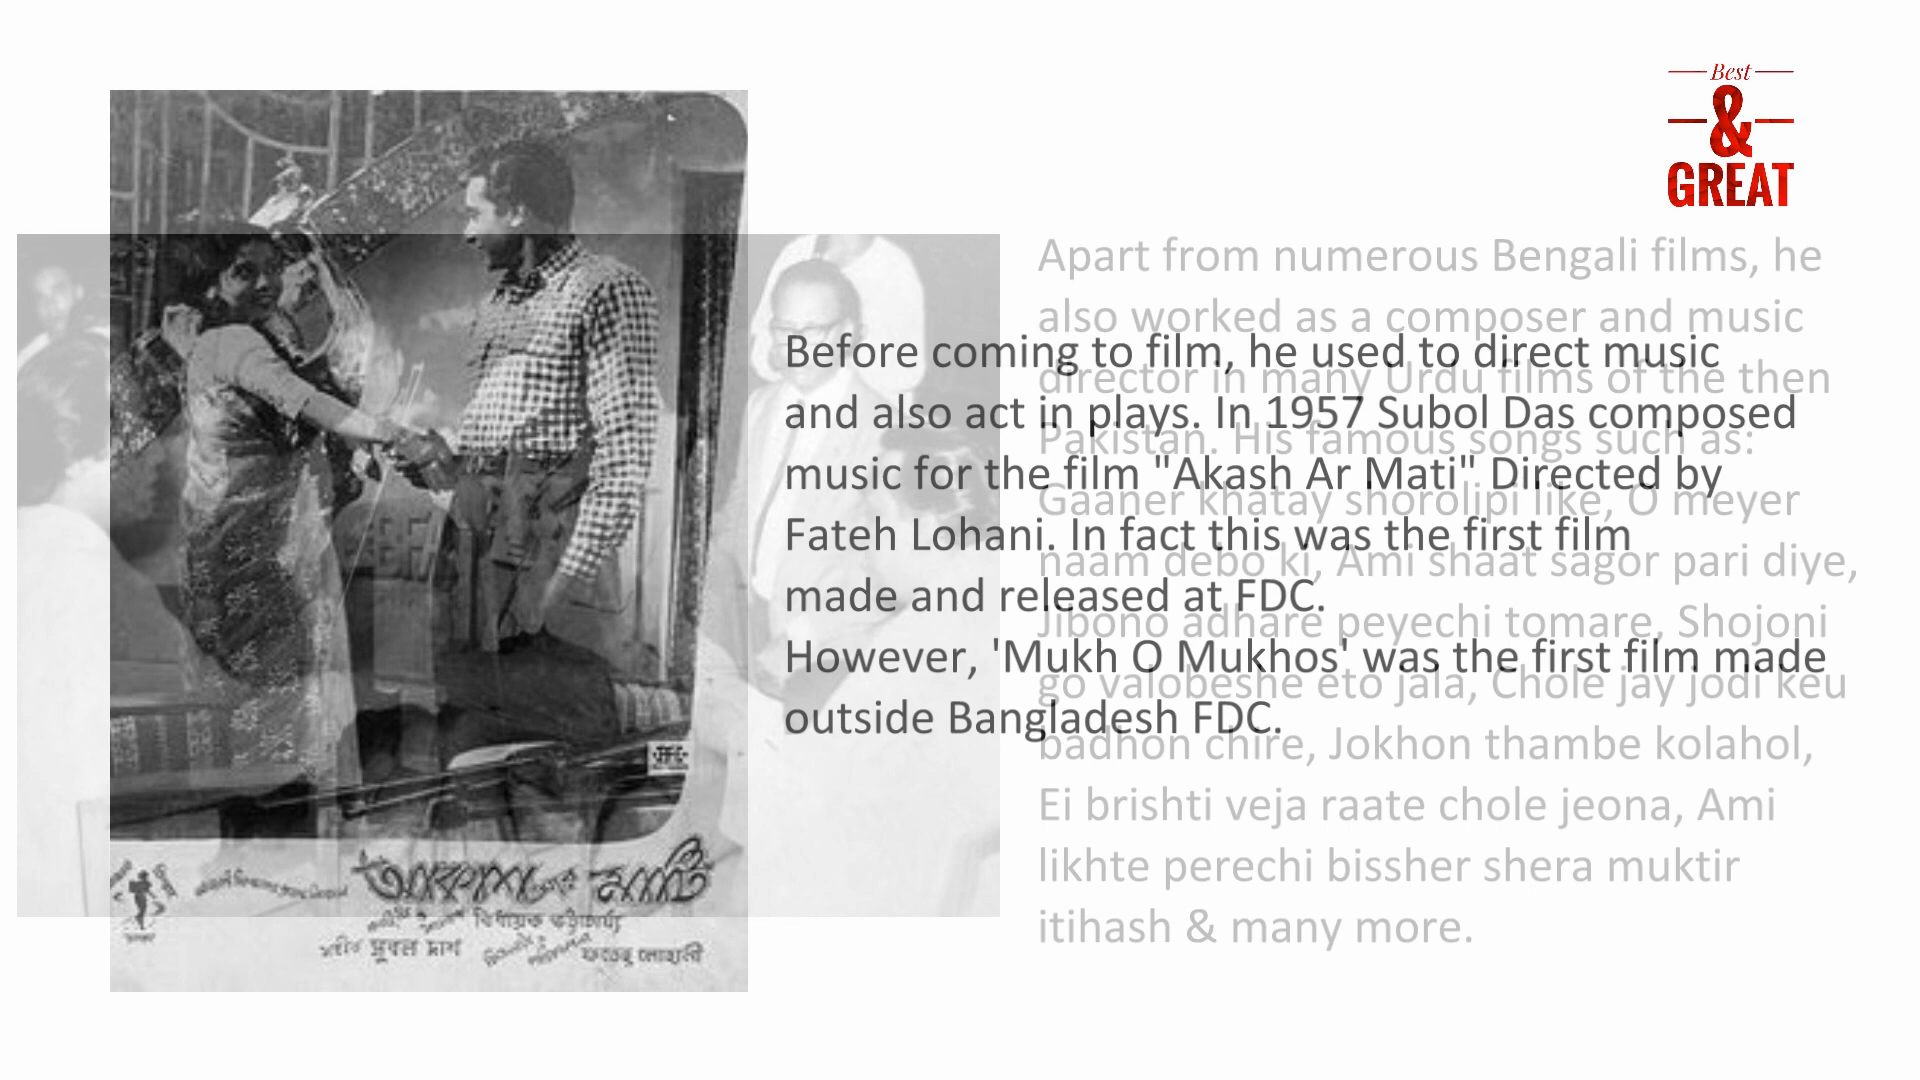 Best
&
GREAT
Before coming to film, he used to direct music
and also act in plays. In 1957 Subol Das composed
music for the film "Akash Ar Mati" Directed by
Fateh Lohani. In fact this was the first film
made and released at FDC.
However, 'Mukh O Mukhos' was the first film made
outside Bangladesh FDC.
Apart from numerous Bengali films, he
also worked as a composer and music
director in many Urdu films of the then
Pakistan. His famous songs such as:
Gaaner khatay shorolipi like, O meyer
naam debo ki, Ami shaat sagor pari diye,
Jibono adhare peyechi tomare, Shojoni
go valobeshe eto jala, Chole jay jodi keu
badhon chire, Jokhon thambe kolahol,
Ei brishti veja raate chole jeona, Ami
likhte perechi bissher shera muktir
itihash & many more.
আকাশ আর মাটি
বিধায়ক ভট্টাচার্য্য
সুবল দাশ
ফতেহ্ লোহানী